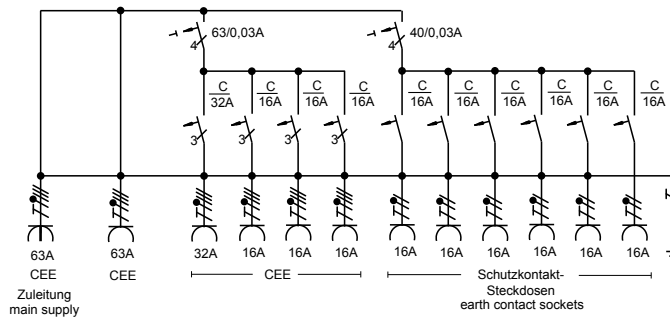 63/0,03A 40/0,03A
4 4
C C C C C C C C C C
32A 16A 16A 16A 16A 16A 16A 16A 16A 16A
3 3 3 3
63A 63A 32A 16A 16A 16A 16A 16A 16A 16A 16A 16A
CEE CEE CEE Schutzkontakt-
Zuleitung Steckdosen
main supply earth contact sockets